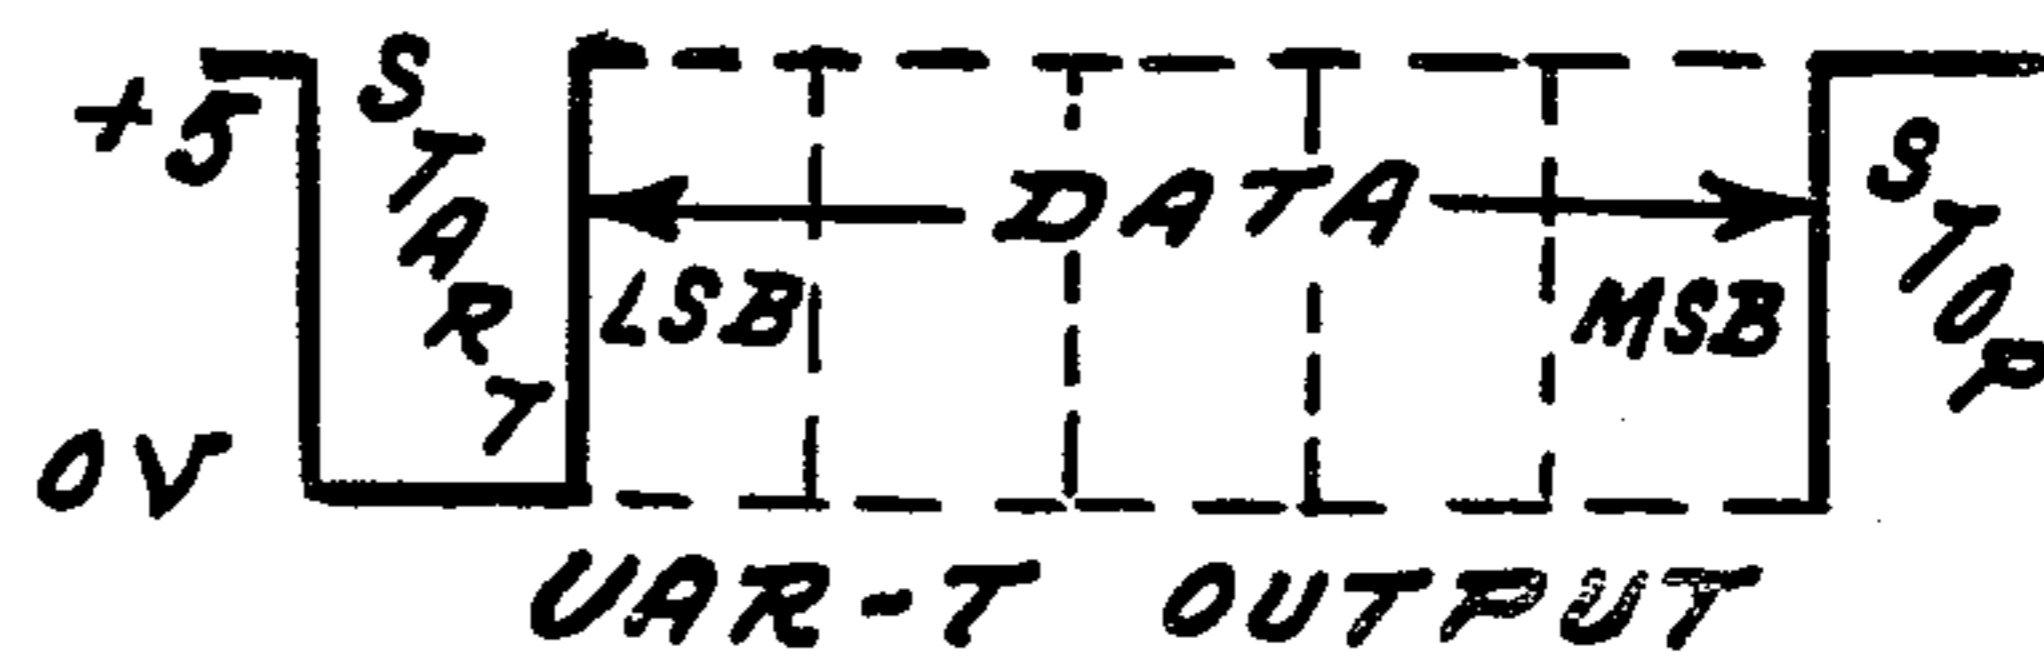 +5
START
DATA
LSB
MSB
STOP
0V
UAR-T OUTPUT